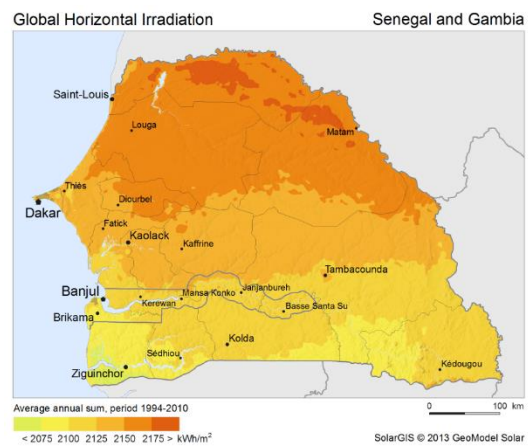 Global Horizontal Irradiation
Senegal and Gambia
Saint-Louis
Louga
Matam
Thiès
Dakar
Diourbel
Fatick
Kaolack
Kaffrine
Tambacounda
Banjul
Kerewan
Mansa Konko
Janjanbureh
Basse Santa Su
Brikama
Kolda
Sédhiou
Ziguinchor
Kédougou
Average annual sum, period 1994-2010
0 100 km
< 2075 2100 2125 2150 2175 > kWh/m²
SolarGIS © 2013 GeoModel Solar